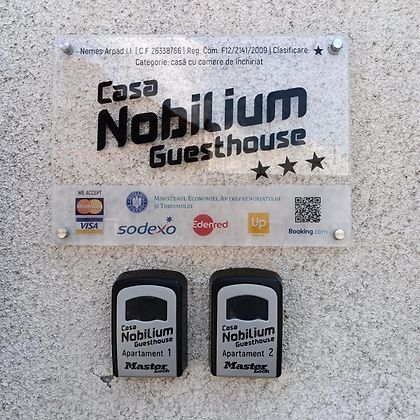 Nemes Arpad I.I. | C.F 26338766 | Reg. Com. F12/2141/2009 | Clasificare
Categorie: casă cu camere de închiriat
Casa
Nobilium
Guesthouse
WE ACCEPT
MasterCard
VISA
MINISTERUL ECONOMIEI, ANTREPRENORIATULUI
ȘI TURISMULUI
sodexo
Edenred
Up
Booking.com
Casa
Nobilium
Guesthouse
Apartament 1
Master
Lock
Casa
Nobilium
Guesthouse
Apartament 2
Master
Lock